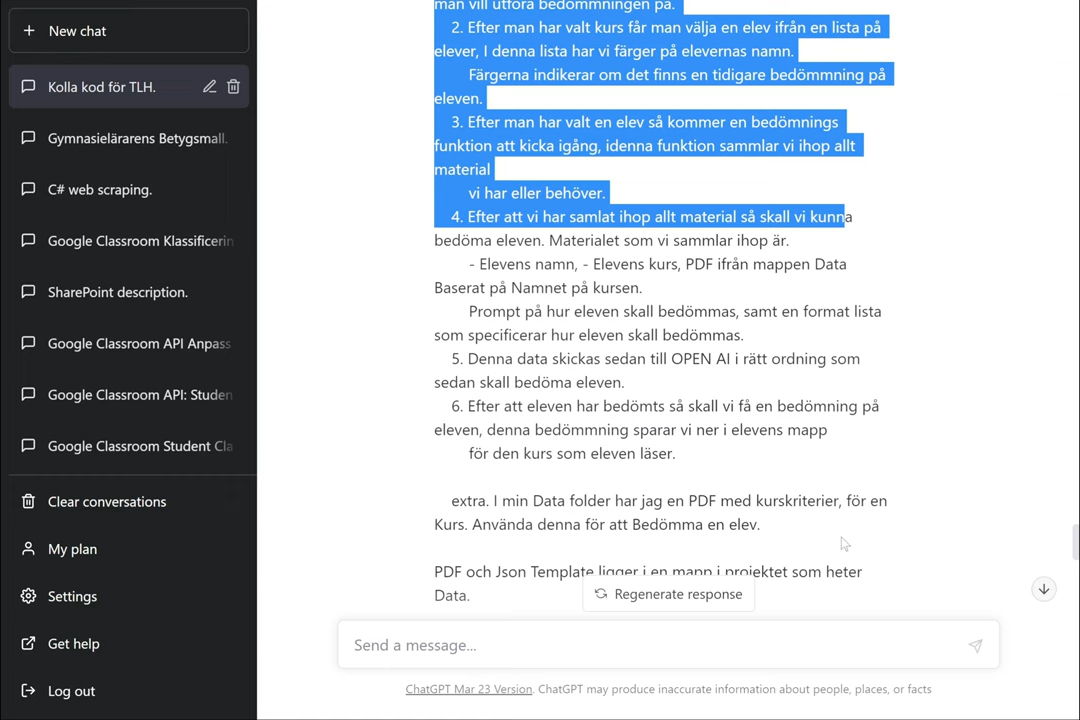 New chat
Kolla kod för TLH.
Gymnasielärarens Betygsmall.
C# web scraping.
Google Classroom Klassificerin
SharePoint description.
Google Classroom API Anpass
Google Classroom API: Studen
Google Classroom Student Cla
Clear conversations
My plan
Settings
Get help
Log out
man vill utföra bedömmningen på.
2. Efter man har valt kurs får man välja en elev ifrån en lista på
elever, I denna lista har vi färger på elevernas namn.
Färgerna indikerar om det finns en tidigare bedömmning på
eleven.
3. Efter man har valt en elev så kommer en bedömnings
funktion att kicka igång, idenna funktion sammlar vi ihop allt
material
vi har eller behöver.
4. Efter att vi har samlat ihop allt material så skall vi kunna
bedöma eleven. Materialet som vi sammlar ihop är.
- Elevens namn, - Elevens kurs, PDF ifrån mappen Data
Baserat på Namnet på kursen.
Prompt på hur eleven skall bedömmas, samt en format lista
som specificerar hur eleven skall bedömmas.
5. Denna data skickas sedan till OPEN AI i rätt ordning som
sedan skall bedöma eleven.
6. Efter att eleven har bedömts så skall vi få en bedömning på
eleven, denna bedömmning sparar vi ner i elevens mapp
för den kurs som eleven läser.
extra. I min Data folder har jag en PDF med kurskriterier, för en
Kurs. Använda denna för att Bedömma en elev.
PDF och Json Template ligger i en mapp i projektet som heter
Data.
Regenerate response
Send a message...
ChatGPT Mar 23 Version. ChatGPT may produce inaccurate information about people, places, or facts